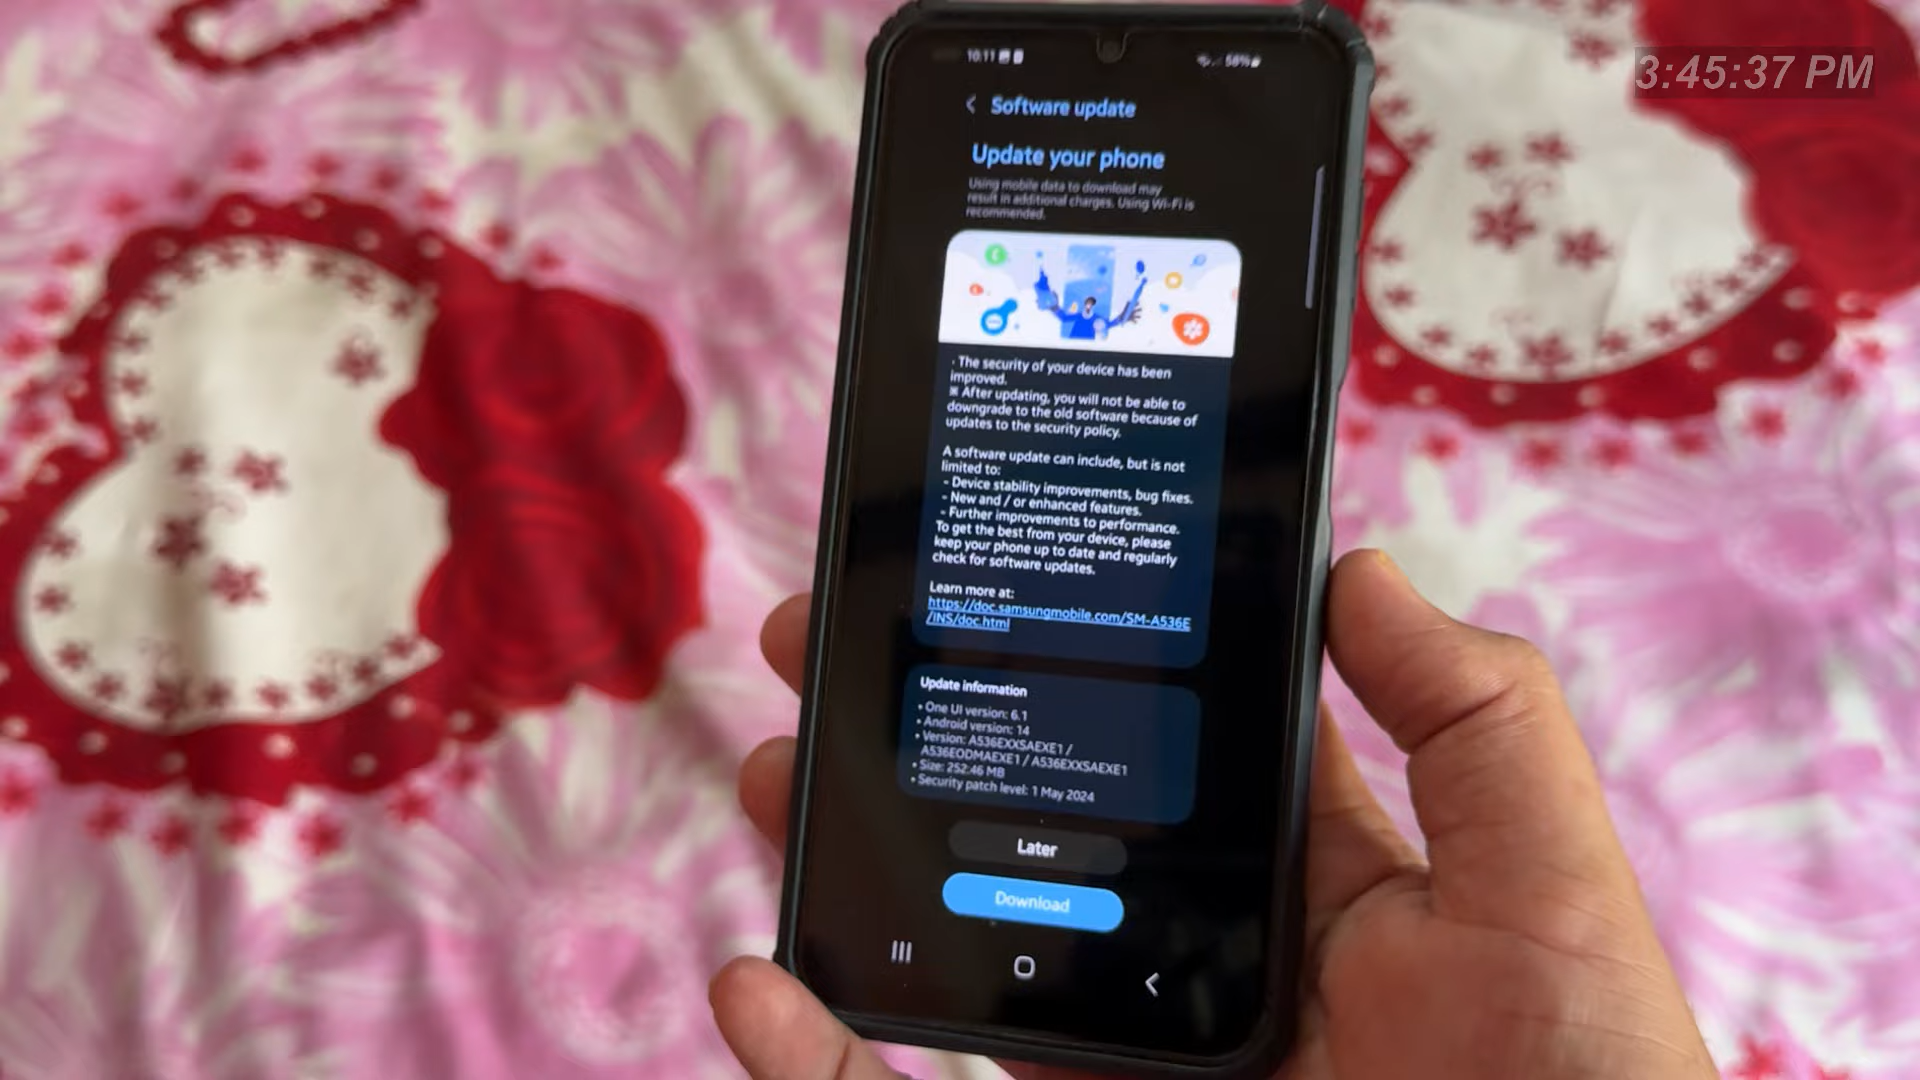 3:45:37 PM
10:11
58%
Software update
Update your phone
Using mobile data to download may
result in additional charges. Using Wi-Fi is
recommended.
· The security of your device has been
improved.
※ After updating, you will not be able to
downgrade to the old software because of
updates to the security policy.
A software update can include, but is not
limited to:
- Device stability improvements, bug fixes.
- New and / or enhanced features.
- Further improvements to performance.
To get the best from your device, please
keep your phone up to date and regularly
check for software updates.
Learn more at:
https://doc.samsungmobile.com/SM-A536E
/INS/doc.html
Update information
• One UI version: 6.1
• Android version: 14
• Version: A536EXXSAEXE1 /
A536EODMAEXE1 / A536EXXSAEXE1
• Size: 252.46 MB
• Security patch level: 1 May 2024
Later
Download